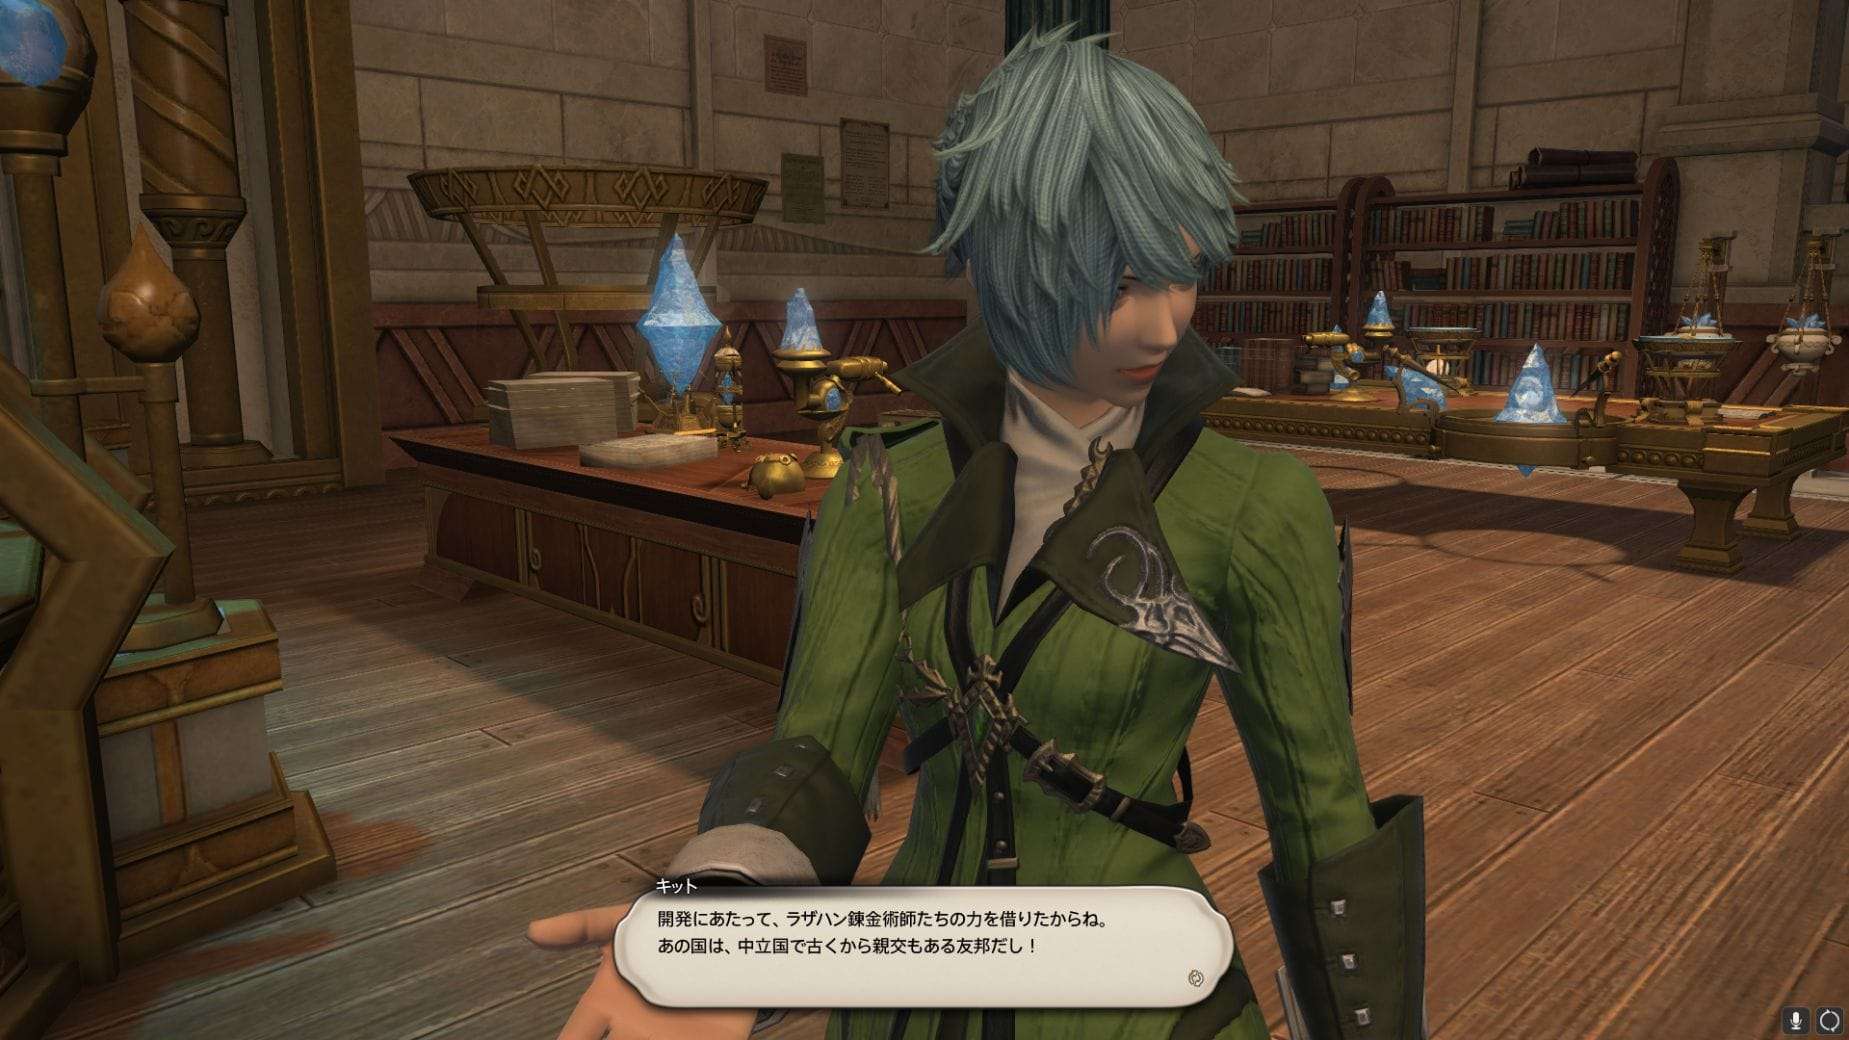 キット
開発にあたって、ラザハン錬金術師たちの力を借りたからね。
あの国は、中立国で古くから親交もある友邦だし！